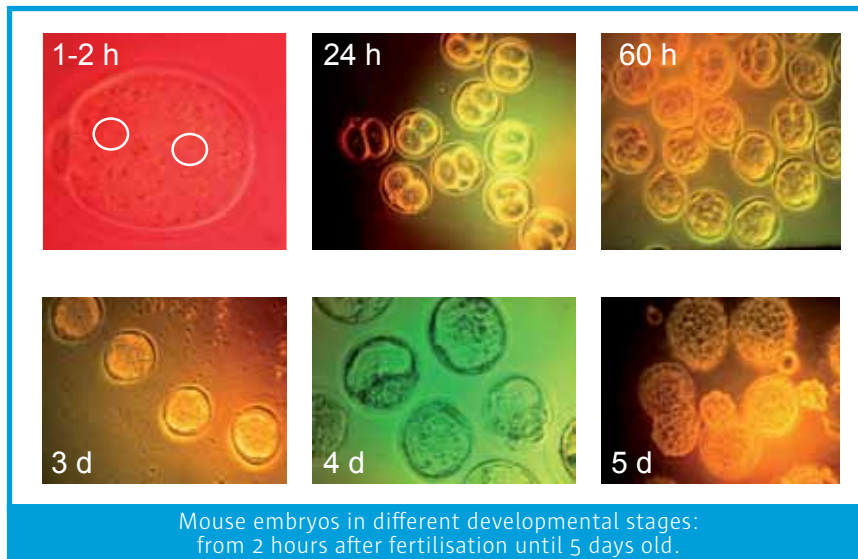 1-2 h
24 h
60 h
3 d
4 d
5 d
Mouse embryos in different developmental stages:
from 2 hours after fertilisation until 5 days old.